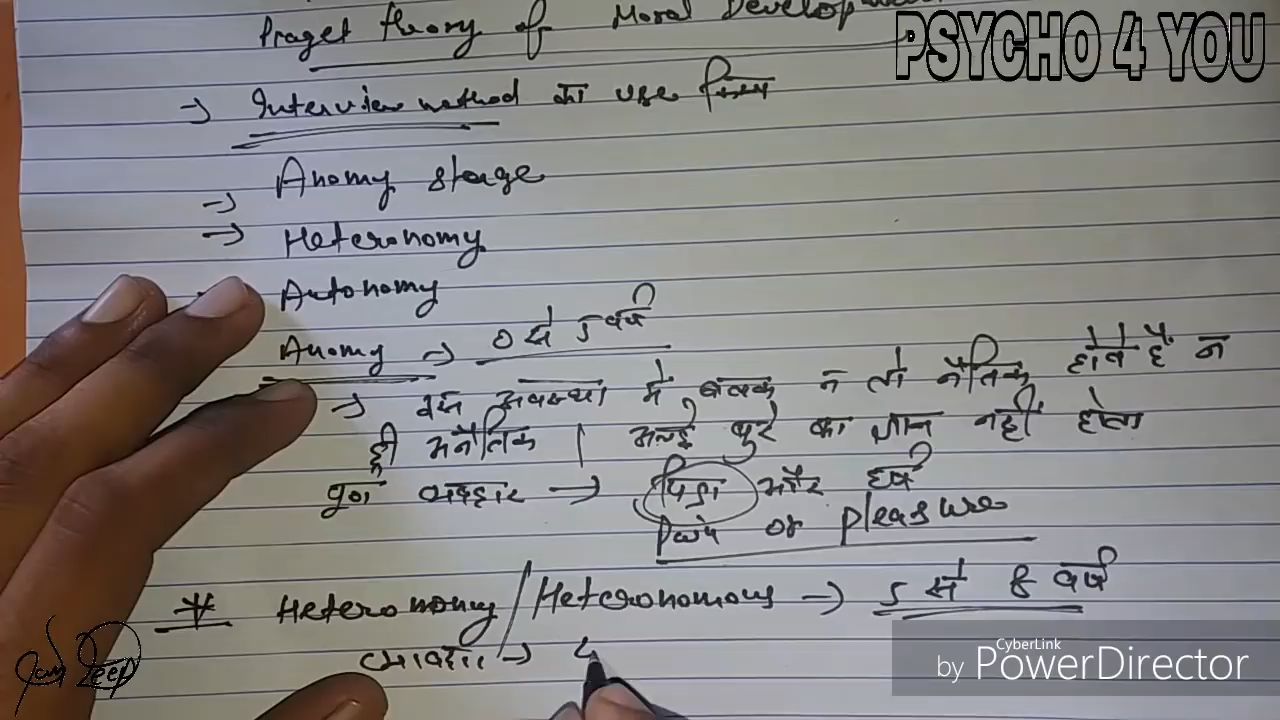 Piaget theory of Moral Develop
PSYCHO 4 YOU
→ Interview method का use किया
→ Anomy stage
→ Heteronomy
Autonomy
Anomy → 0 से 5 वर्ष
→ इस अवस्था में बालक न तो नैतिक होते हैं न
ही अनैतिक | अच्छे बुरे का ज्ञान नहीं होता
व्यवहार → पिड़ा और हर्ष
Pain or pleasure
* Heteronomy / Heteronomous → 5 से 8 वर्ष
व्यवहार →
CyberLink
by PowerDirector